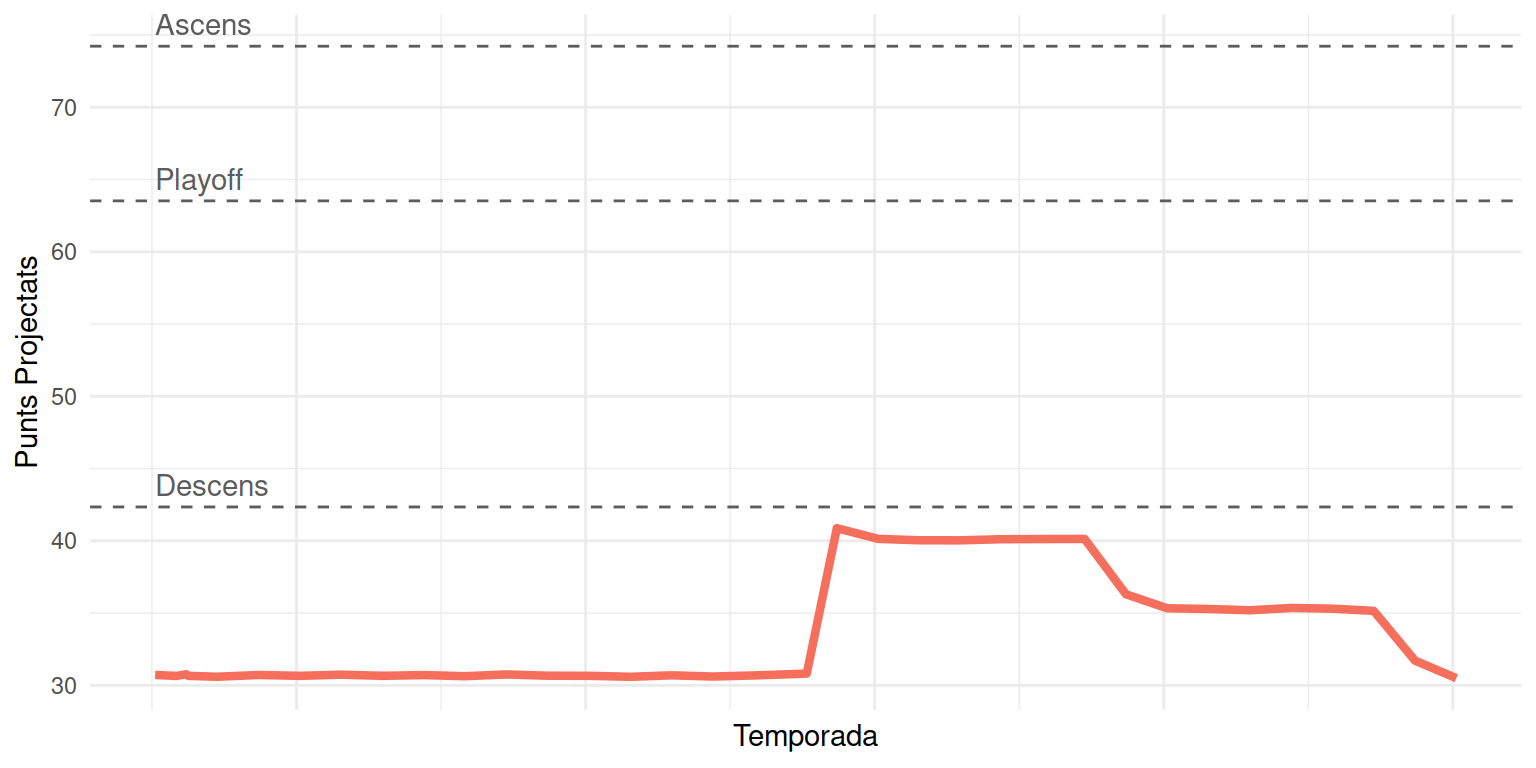 Ascens
70
Playoff
60
Punts Projectats
50
Descens
40
30
Temporada